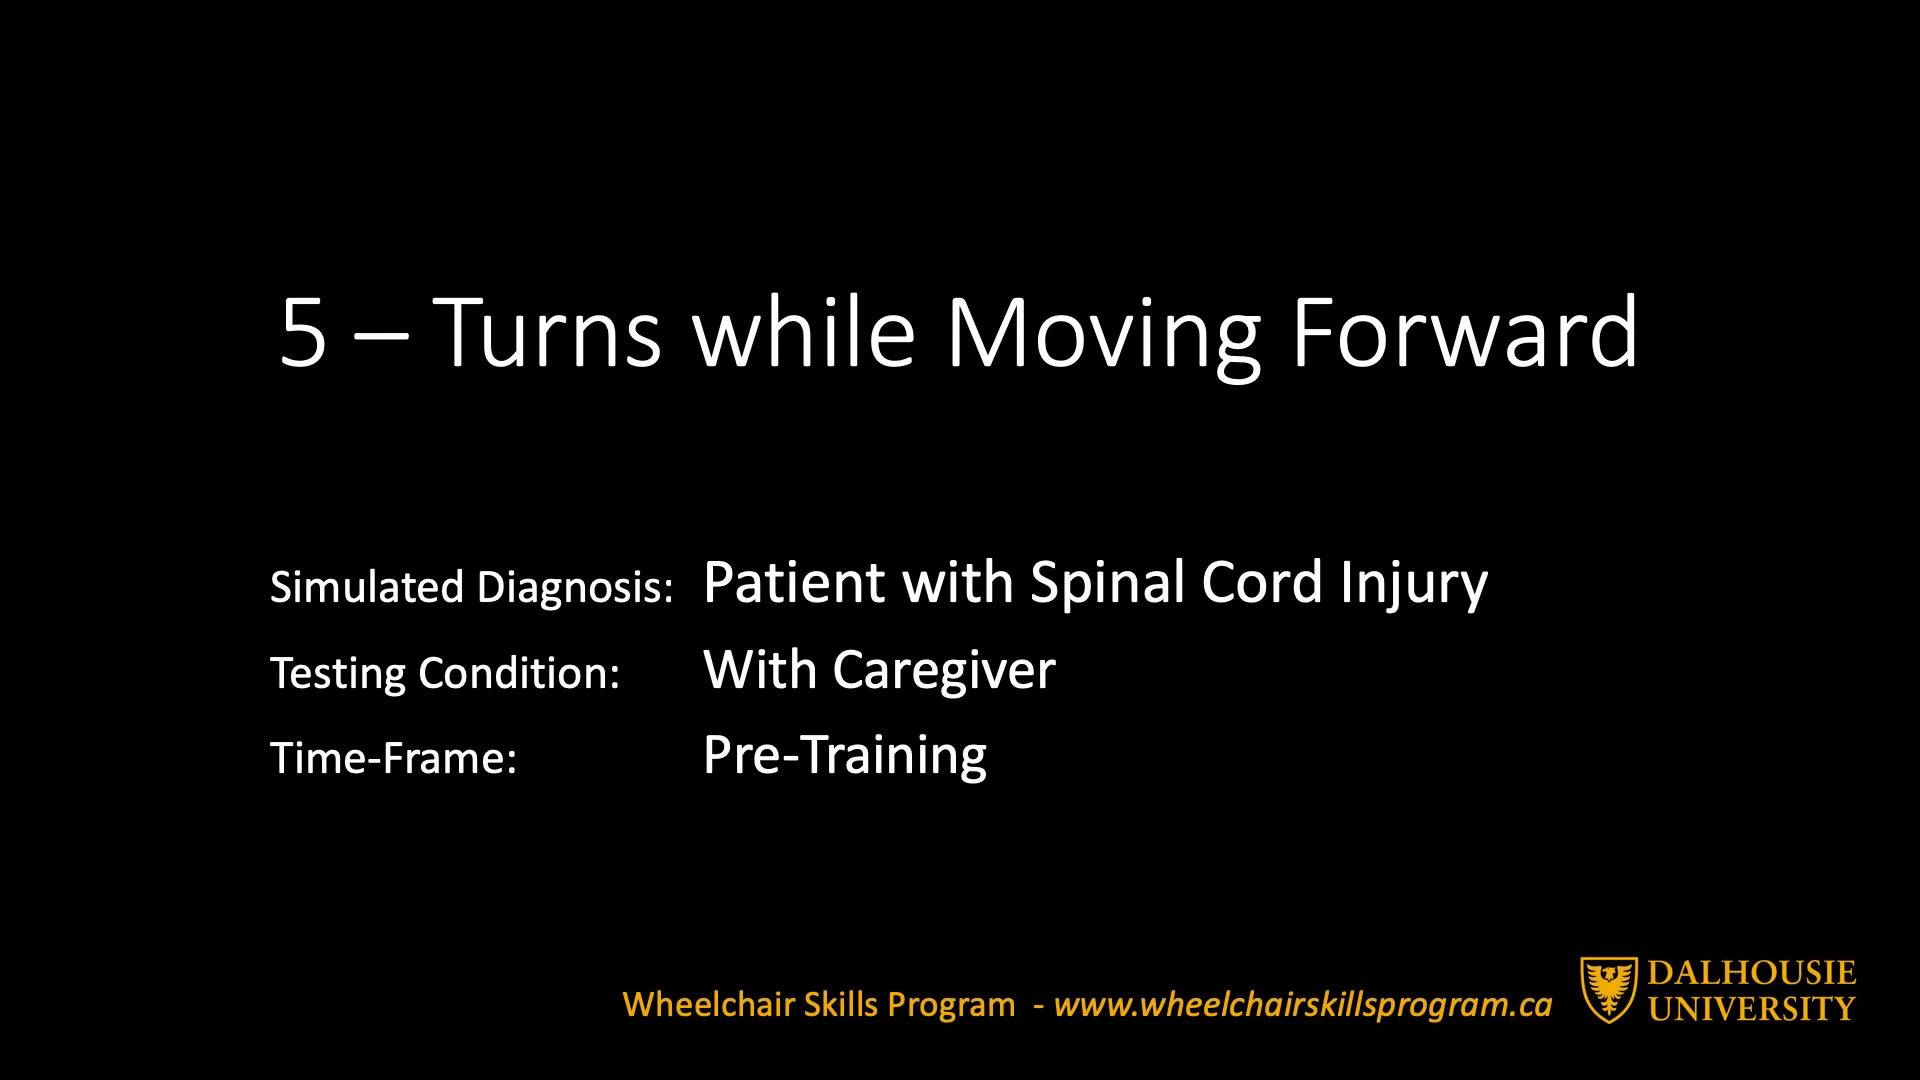 5 – Turns while Moving Forward
Simulated Diagnosis: Patient with Spinal Cord Injury
Testing Condition: With Caregiver
Time-Frame: Pre-Training
Wheelchair Skills Program - www.wheelchairskillsprogram.ca
DALHOUSIE
UNIVERSITY